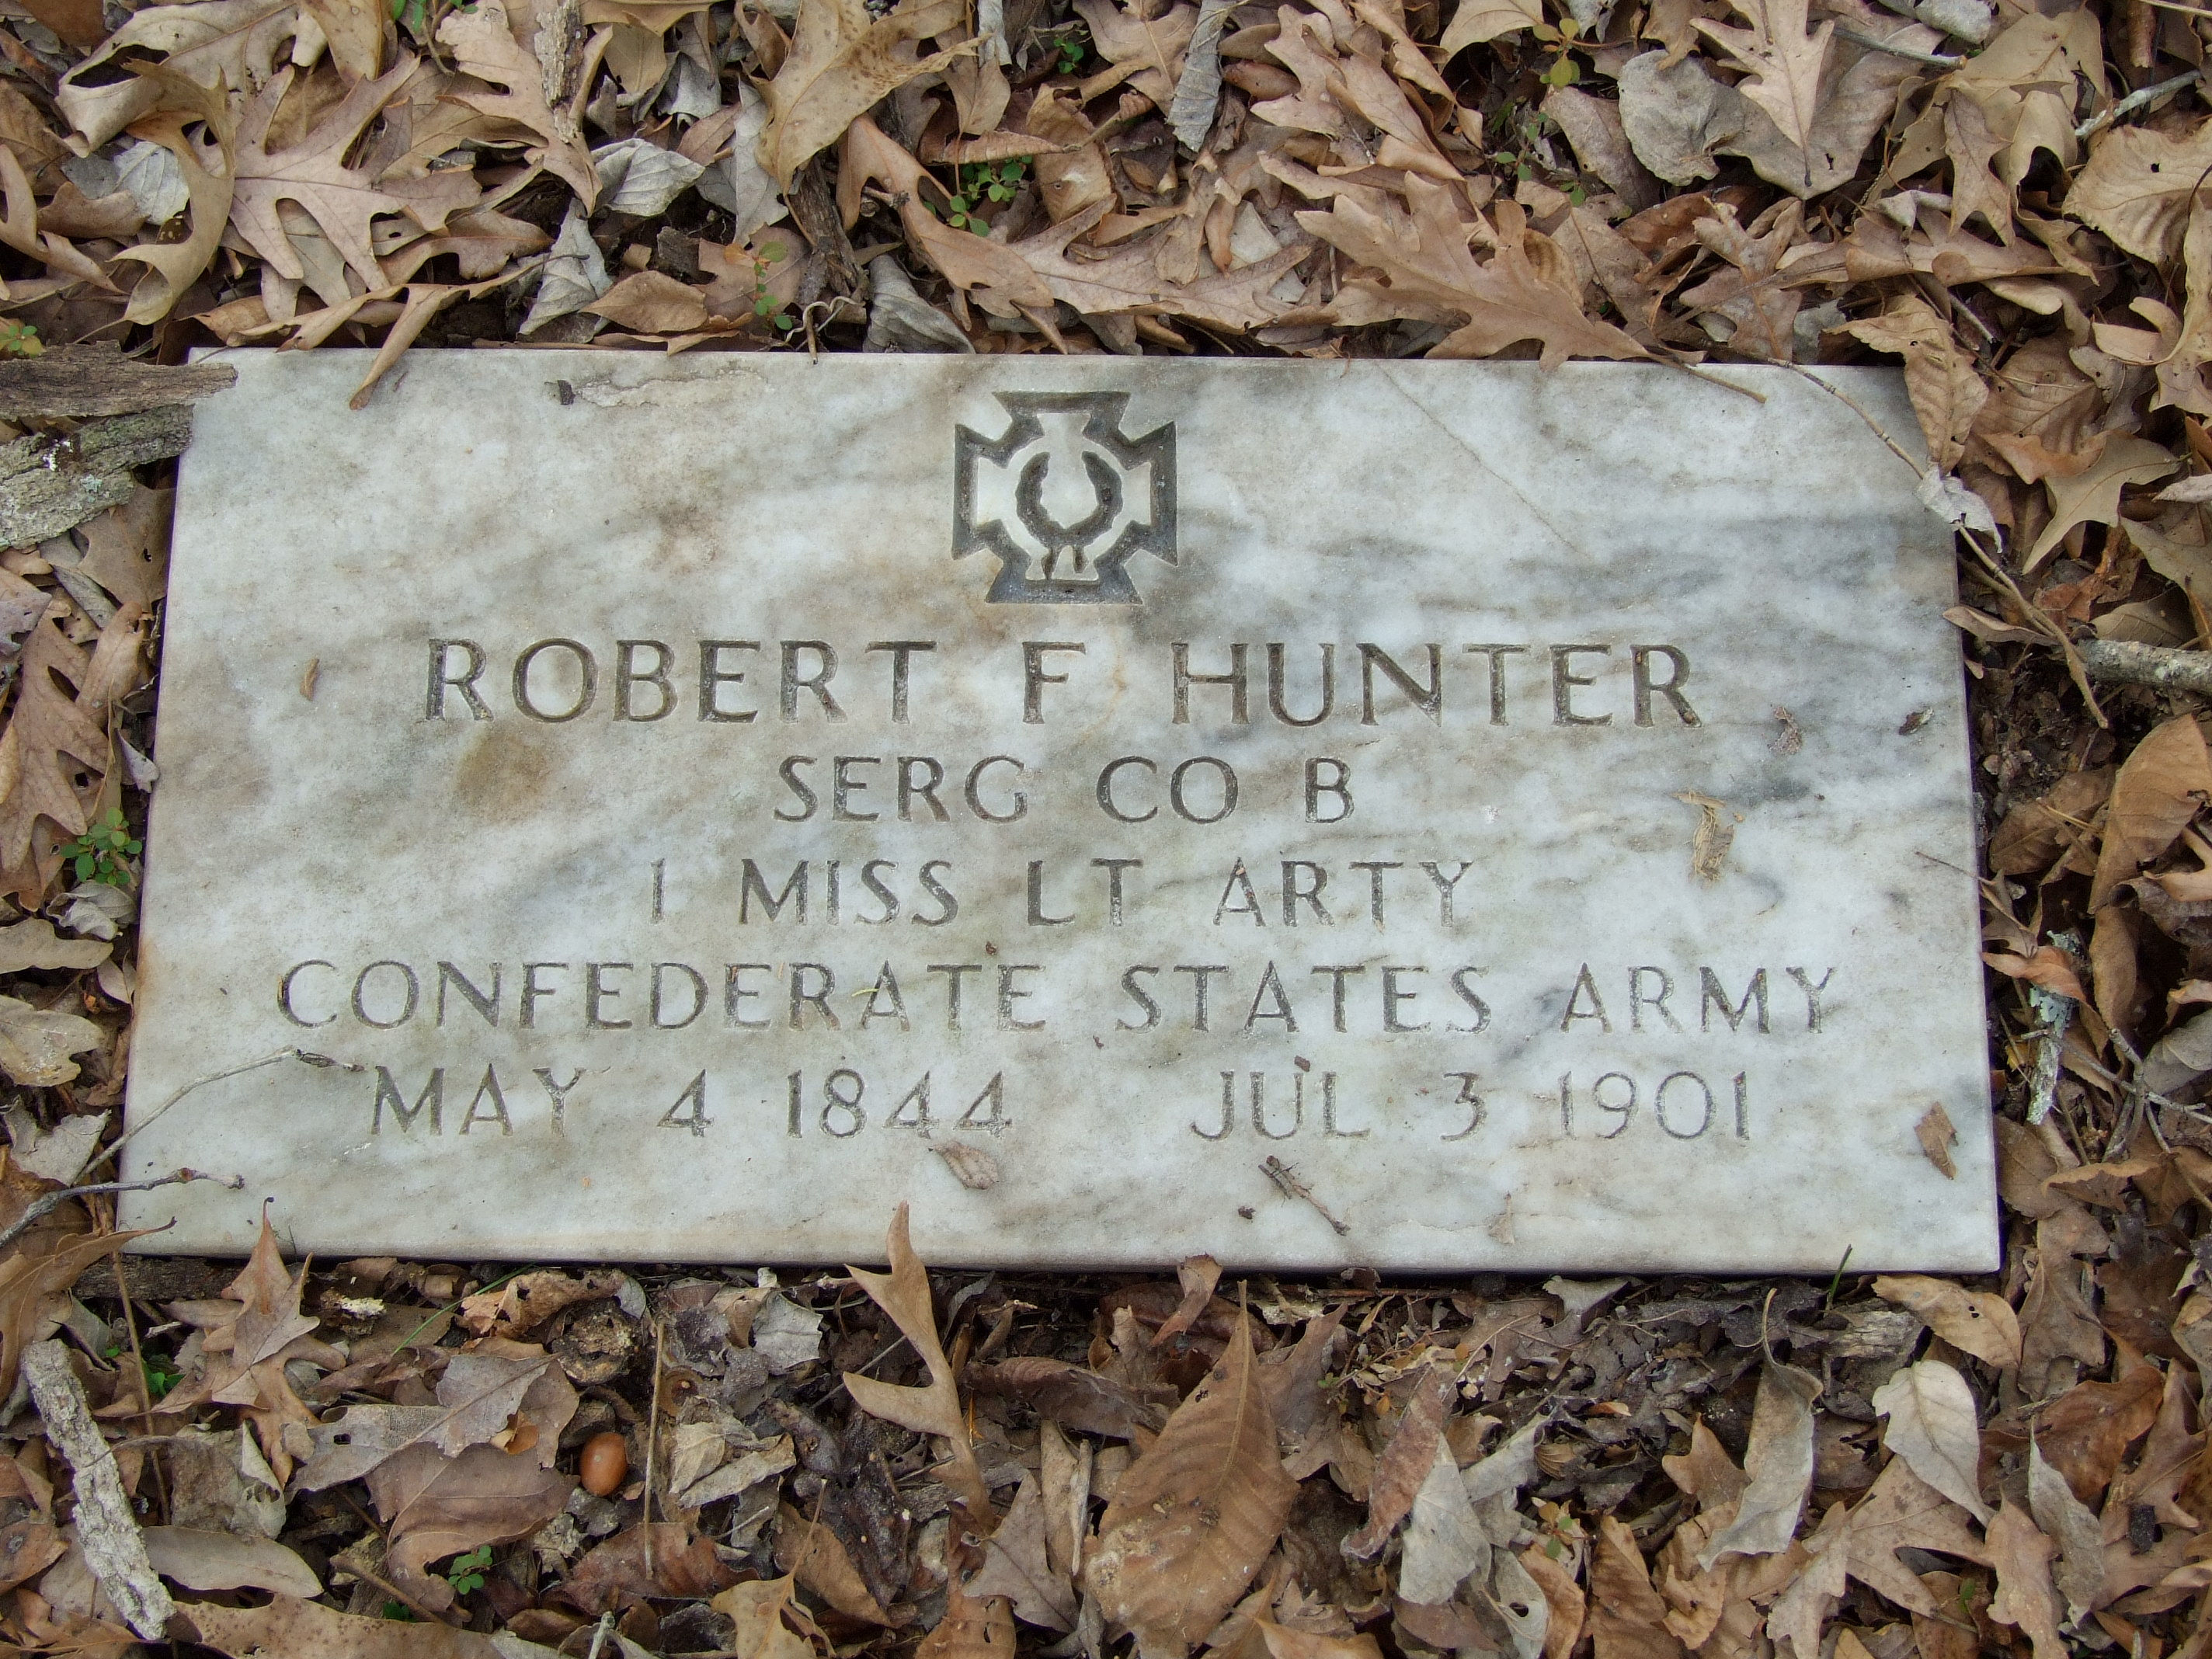 ROBERT F HUNTER
SERG CO B
1 MISS LT ARTY
CONFEDERATE STATES ARMY
MAY 4 1844 JUL 3 1901